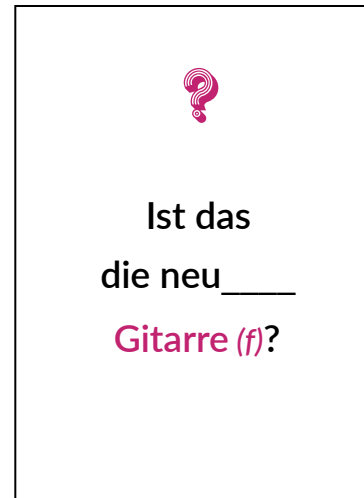 ?
Ist das
die neu____
Gitarre (f)?